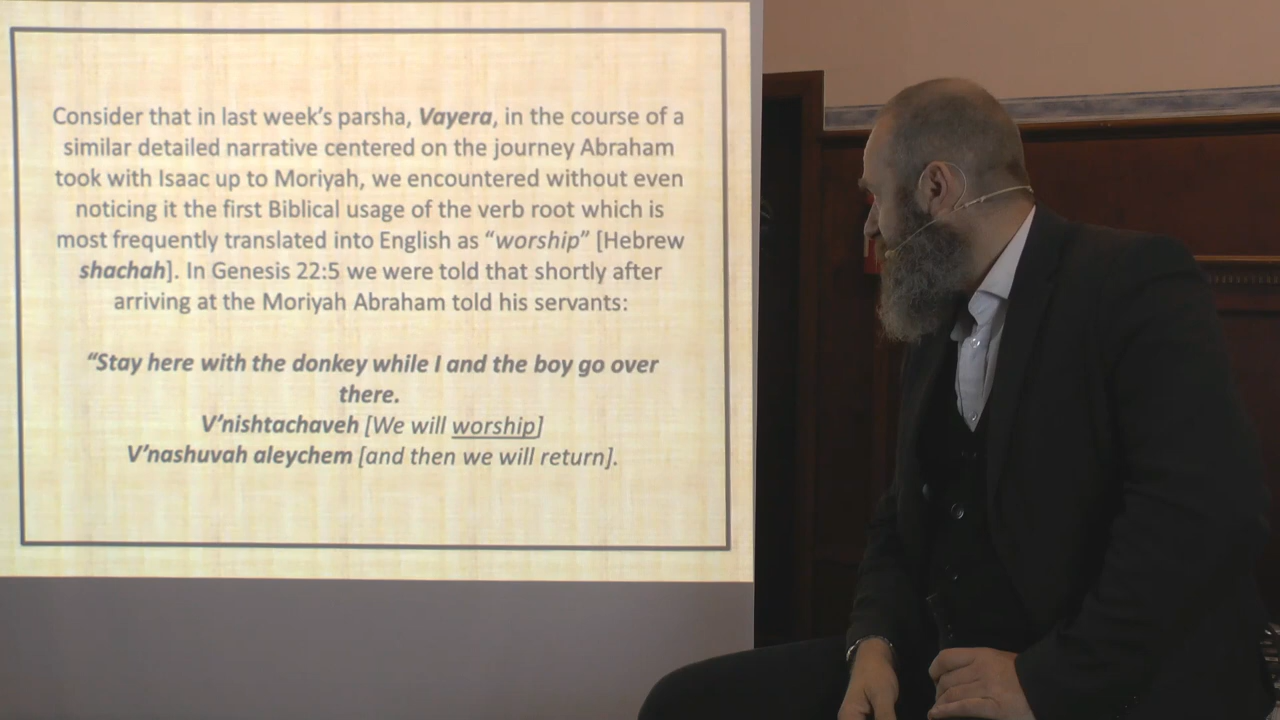 Consider that in last week's parsha, Vayera, in the course of a
similar detailed narrative centered on the journey Abraham
took with Isaac up to Moriyah, we encountered without even
noticing it the first Biblical usage of the verb root which is
most frequently translated into English as “worship” [Hebrew
shachah]. In Genesis 22:5 we were told that shortly after
arriving at the Moriyah Abraham told his servants:
“Stay here with the donkey while I and the boy go over
there.
V'nishtachaveh [We will worship]
V'nashuvah aleychem [and then we will return].